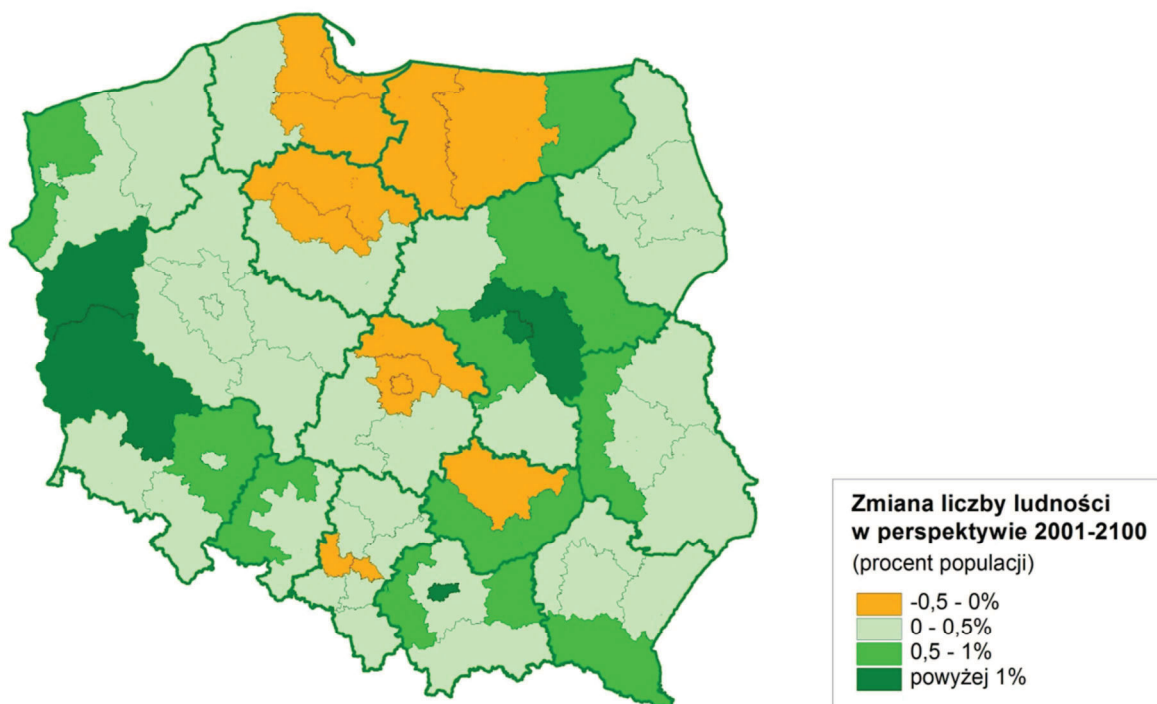 Zmiana liczby ludności
w perspektywie 2001-2100
(procent populacji)
-0,5 - 0%
0 - 0,5%
0,5 - 1%
powyżej 1%